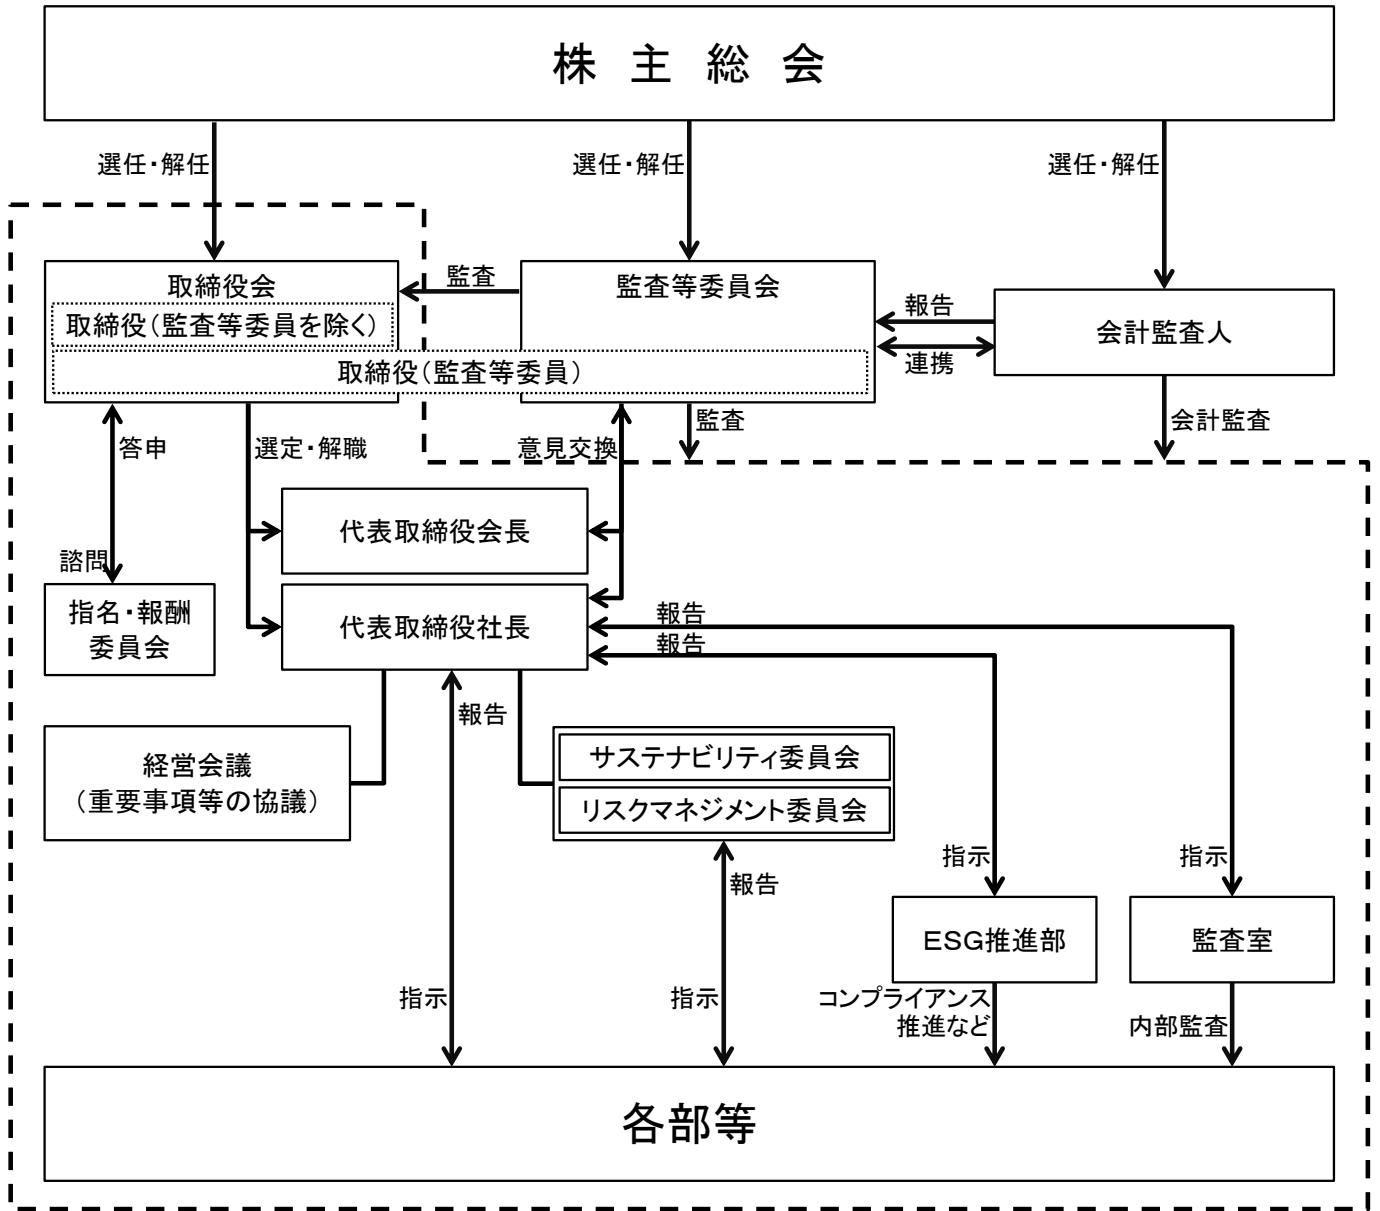 株主総会
選任・解任
選任・解任
選任・解任
取締役会
取締役（監査等委員を除く）
監査
監査等委員会
取締役（監査等委員）
報告
連携
会計監査人
答申
選定・解職
意見交換
監査
会計監査
諮問
代表取締役会長
指名・報酬
委員会
代表取締役社長
報告
報告
報告
経営会議
（重要事項等の協議）
サステナビリティ委員会
リスクマネジメント委員会
報告
指示
指示
ESG推進部
監査室
指示
指示
コンプライアンス
推進など
内部監査
各部等